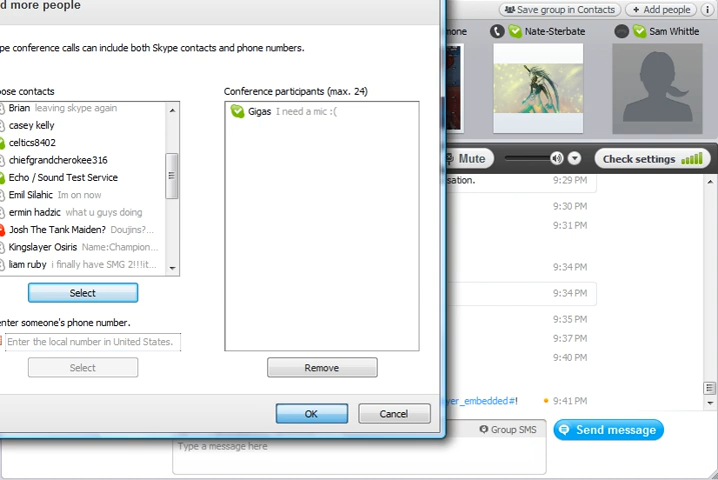 d more people
Save group in Contacts
Add people
mone
Nate-Sterbate
Sam Whittle
pe conference calls can include both Skype contacts and phone numbers.
oose contacts
Conference participants (max. 24)
Brian leaving skype again
casey kelly
celtics8402
chiefgrandcherokee316
Echo / Sound Test Service
Emil Silahic Im on now
ermin hadzic what u guys doing
Josh The Tank Maiden? Doujins?...
Kingslayer Osiris Name:Champion...
liam ruby i finally have SMG 2!!!it...
Gigas I need a mic :(
Mute
Check settings
sation.
9:29 PM
9:30 PM
9:31 PM
9:34 PM
9:34 PM
9:35 PM
9:37 PM
9:40 PM
yer_embedded#!
9:41 PM
Select
nter someone's phone number.
Enter the local number in United States.
Select
Remove
OK
Cancel
Group SMS
Send message
Type a message here